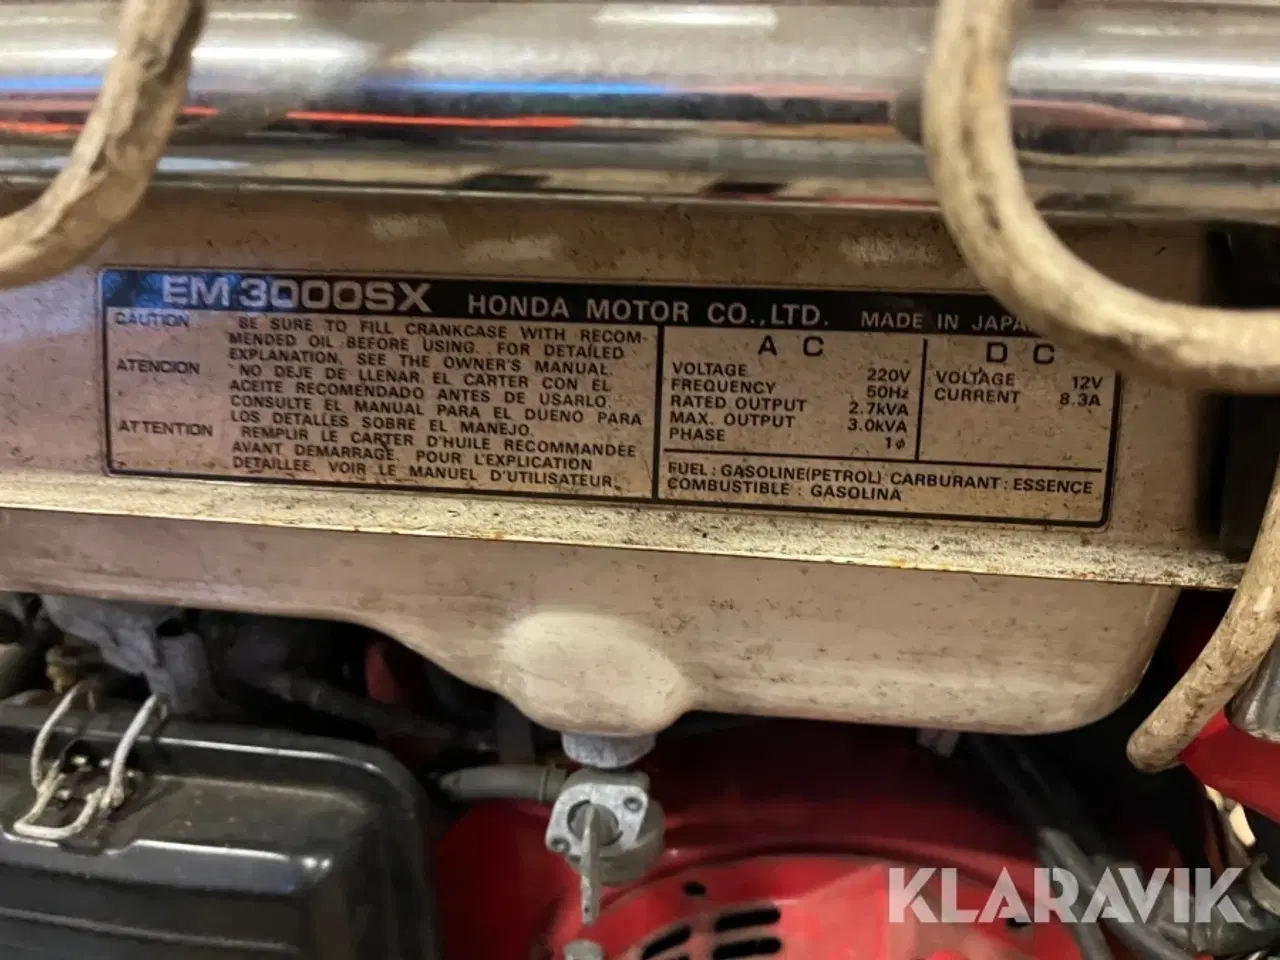 EM3000SX HONDA MOTOR CO.,LTD. MADE IN JAPAN
CAUTION BE SURE TO FILL CRANKCASE WITH RECOM-
MENDED OIL BEFORE USING. FOR DETAILED
EXPLANATION, SEE THE OWNER'S MANUAL.
ATENCION NO DEJE DE LLENAR EL CARTER CON EL
ACEITE RECOMENDADO ANTES DE USARLO.
CONSULTE EL MANUAL PARA EL DUENO PARA
LOS DETALLES SOBRE EL MANEJO.
ATTENTION REMPLIR LE CARTER D'HUILE RECOMMANDÉE
AVANT DEMARRAGE. POUR L'EXPLICATION
DETAILLEE, VOIR LE MANUEL D'UTILISATEUR.
AC
VOLTAGE 220V
FREQUENCY 50Hz
RATED OUTPUT 2.7kVA
MAX. OUTPUT 3.0kVA
PHASE 1ϕ
DC
VOLTAGE 12V
CURRENT 8.3A
FUEL : GASOLINE(PETROL) CARBURANT : ESSENCE
COMBUSTIBLE : GASOLINA
KLARAVIK